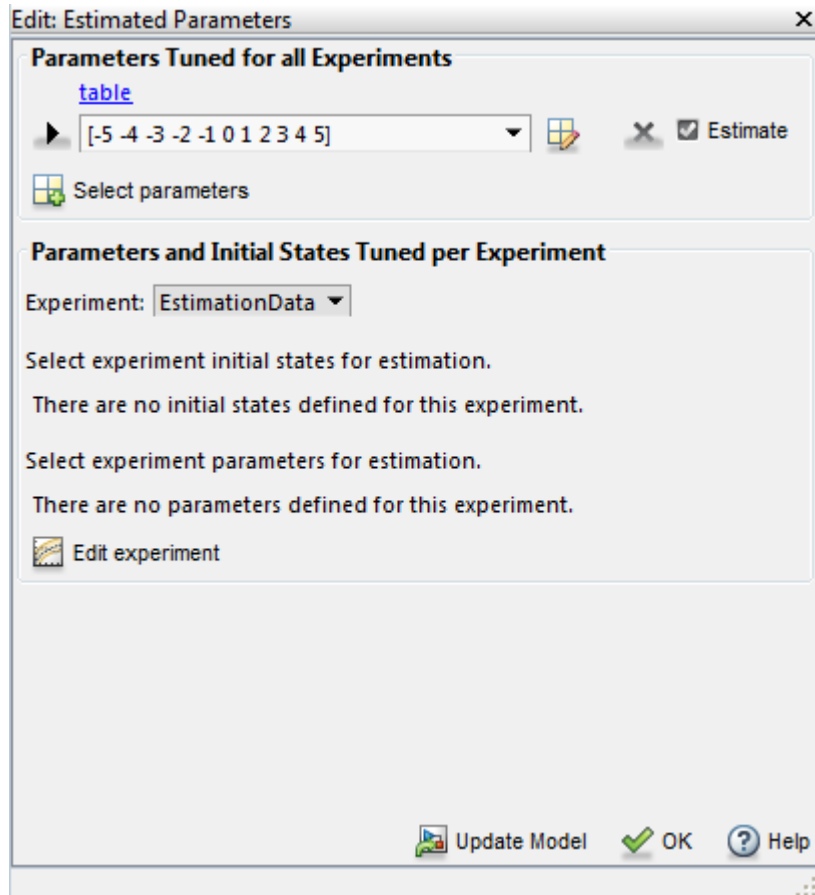 Edit: Estimated Parameters
Parameters Tuned for all Experiments
table
[-5 -4 -3 -2 -1 0 1 2 3 4 5]
Estimate
Select parameters
Parameters and Initial States Tuned per Experiment
Experiment: EstimationData
Select experiment initial states for estimation.
There are no initial states defined for this experiment.
Select experiment parameters for estimation.
There are no parameters defined for this experiment.
Edit experiment
Update Model OK Help